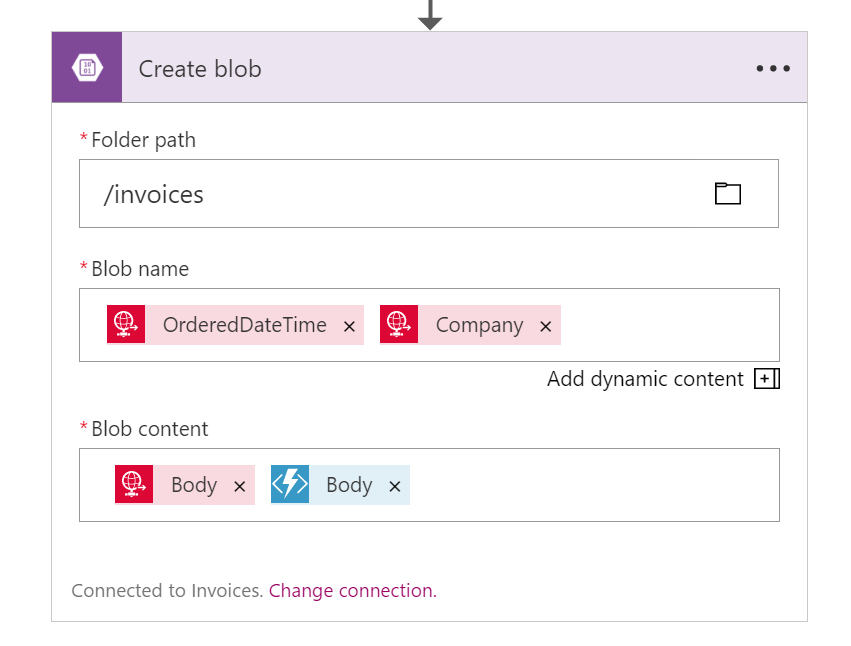 Create blob
* Folder path
/invoices
* Blob name
OrderedDateTime × Company ×
Add dynamic content
* Blob content
Body × Body ×
Connected to Invoices. Change connection.